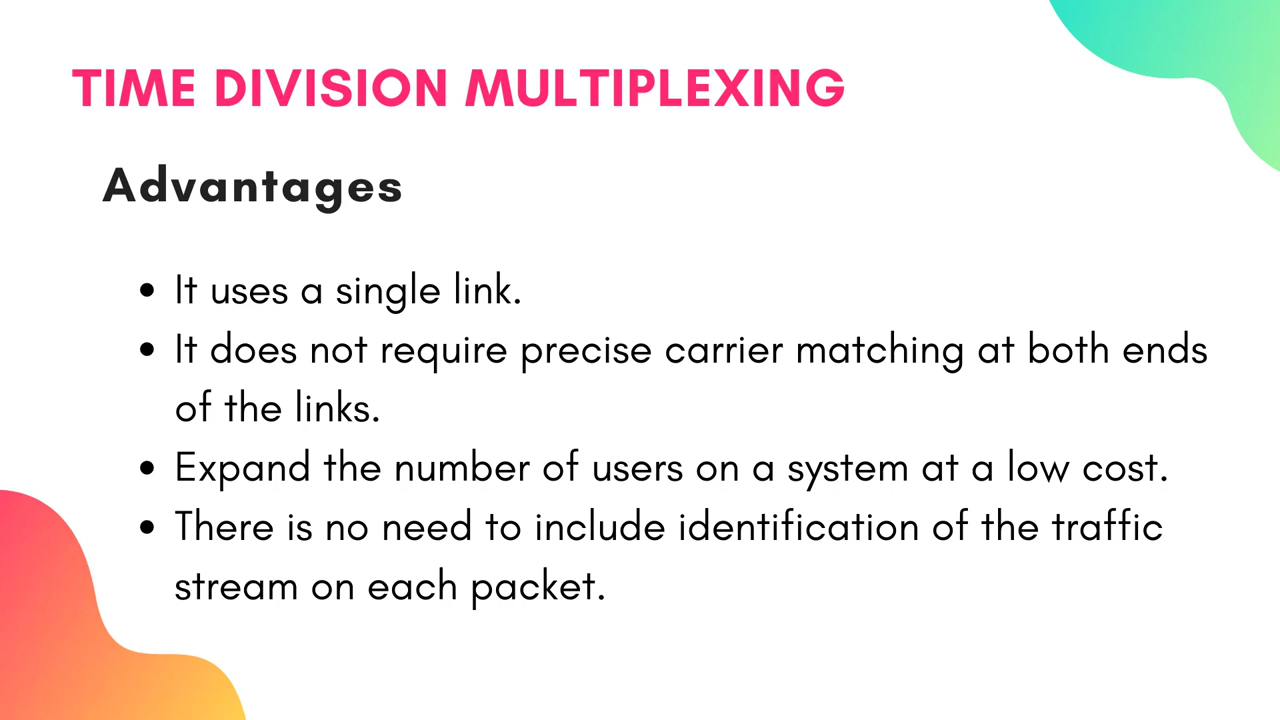 TIME DIVISION MULTIPLEXING
Advantages
• It uses a single link.
• It does not require precise carrier matching at both ends
of the links.
• Expand the number of users on a system at a low cost.
• There is no need to include identification of the traffic
stream on each packet.